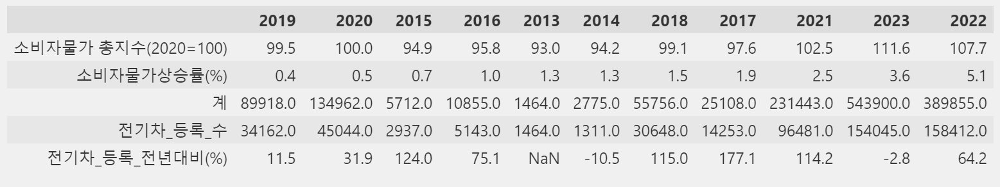 2019 2020 2015 2016 2013 2014 2018 2017 2021 2023 2022
소비자물가 총지수(2020=100) 99.5 100.0 94.9 95.8 93.0 94.2 99.1 97.6 102.5 111.6 107.7
소비자물가상승률(%) 0.4 0.5 0.7 1.0 1.3 1.3 1.5 1.9 2.5 3.6 5.1
계 89918.0 134962.0 5712.0 10855.0 1464.0 2775.0 55756.0 25108.0 231443.0 543900.0 389855.0
전기차_등록_수 34162.0 45044.0 2937.0 5143.0 1464.0 1311.0 30648.0 14253.0 96481.0 154045.0 158412.0
전기차_등록_전년대비(%) 11.5 31.9 124.0 75.1 NaN -10.5 115.0 177.1 114.2 -2.8 64.2